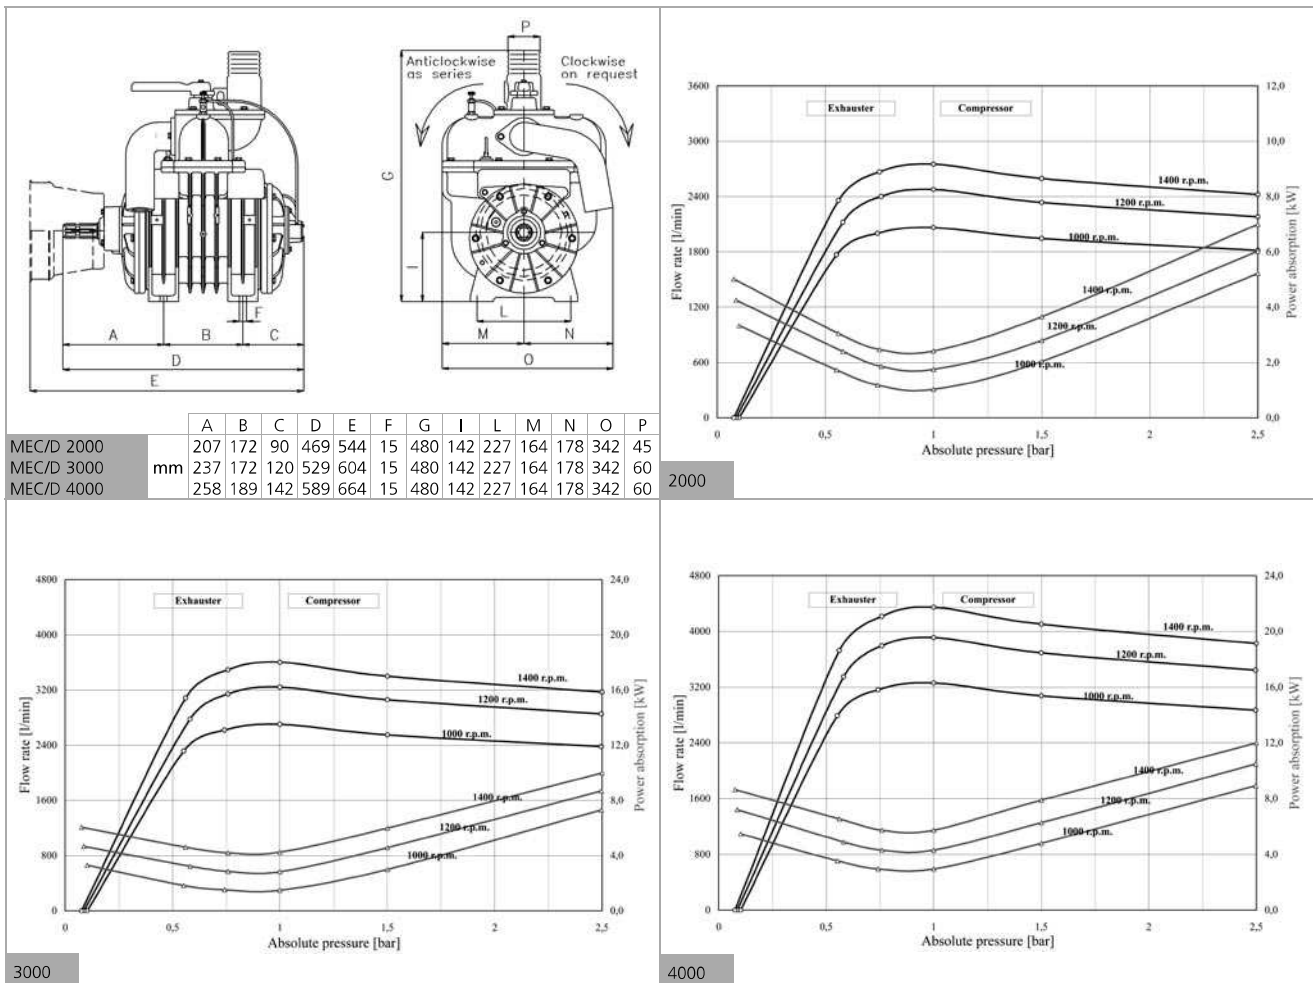 P
Anticlockwise
as series
Clockwise
on request
G
I
F
L
A B C
M N
D
O
E
A B C D E F G I L M N O P
MEC/D 2000 207 172 90 469 544 15 480 142 227 164 178 342 45
MEC/D 3000 mm 237 172 120 529 604 15 480 142 227 164 178 342 60
MEC/D 4000 258 189 142 589 664 15 480 142 227 164 178 342 60
3600 12,0
Exhauster Compressor
3000 10,0
1400 r.p.m.
2400 8,0
1200 r.p.m.
1000 r.p.m.
1800 6,0
1400 r.p.m.
1200 4,0
1200 r.p.m.
1000 r.p.m.
600 2,0
0 0,0
Flow rate [l/min]
Power absorption [kW]
0 0,5 1 1,5 2 2,5
Absolute pressure [bar]
2000
4800 24,0
Exhauster Compressor
4000 20,0
1400 r.p.m.
3200 16,0
1200 r.p.m.
1000 r.p.m.
2400 12,0
1400 r.p.m.
1600 8,0
1200 r.p.m.
1000 r.p.m.
800 4,0
0 0,0
Flow rate [l/min]
Power absorption [kW]
0 0,5 1 1,5 2 2,5
Absolute pressure [bar]
3000
4800 24,0
Exhauster Compressor
4000 20,0
1400 r.p.m.
1200 r.p.m.
3200 16,0
1000 r.p.m.
2400 12,0
1400 r.p.m.
1600 8,0
1200 r.p.m.
1000 r.p.m.
800 4,0
0 0,0
Flow rate [l/min]
Power absorption [kW]
0 0,5 1 1,5 2 2,5
Absolute pressure [bar]
4000